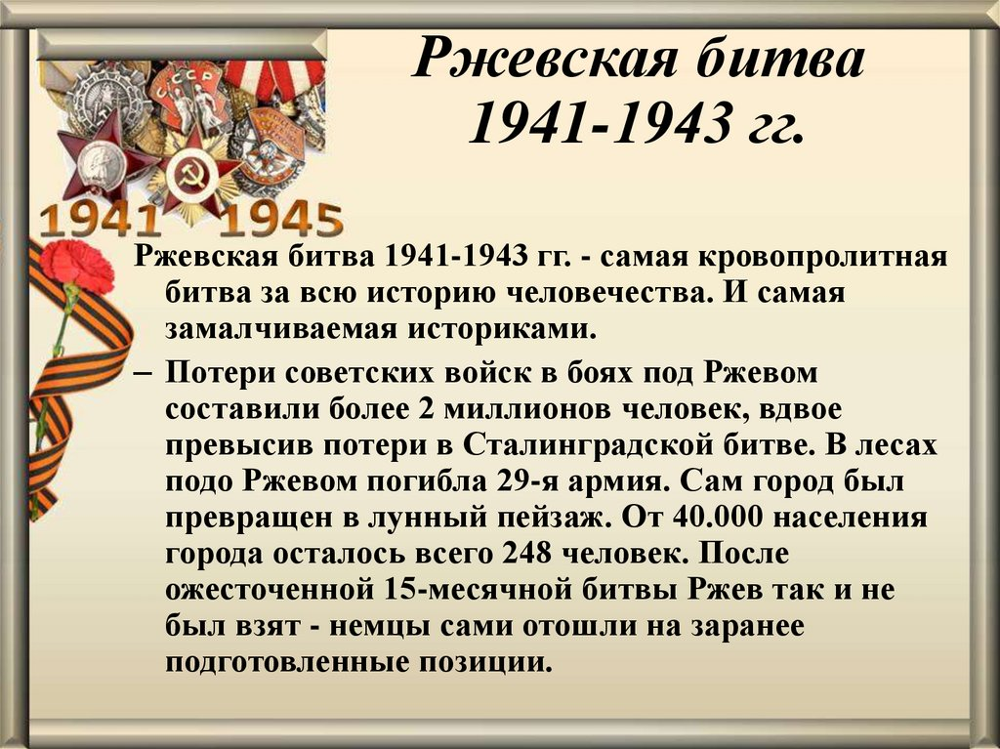 Ржевская битва
1941-1943 гг.
СССР
1941 1945
Ржевская битва 1941-1943 гг. - самая кровопролитная
битва за всю историю человечества. И самая
замалчиваемая историками.
– Потери советских войск в боях под Ржевом
составили более 2 миллионов человек, вдвое
превысив потери в Сталинградской битве. В лесах
подо Ржевом погибла 29-я армия. Сам город был
превращен в лунный пейзаж. От 40.000 населения
города осталось всего 248 человек. После
ожесточенной 15-месячной битвы Ржев так и не
был взят - немцы сами отошли на заранее
подготовленные позиции.